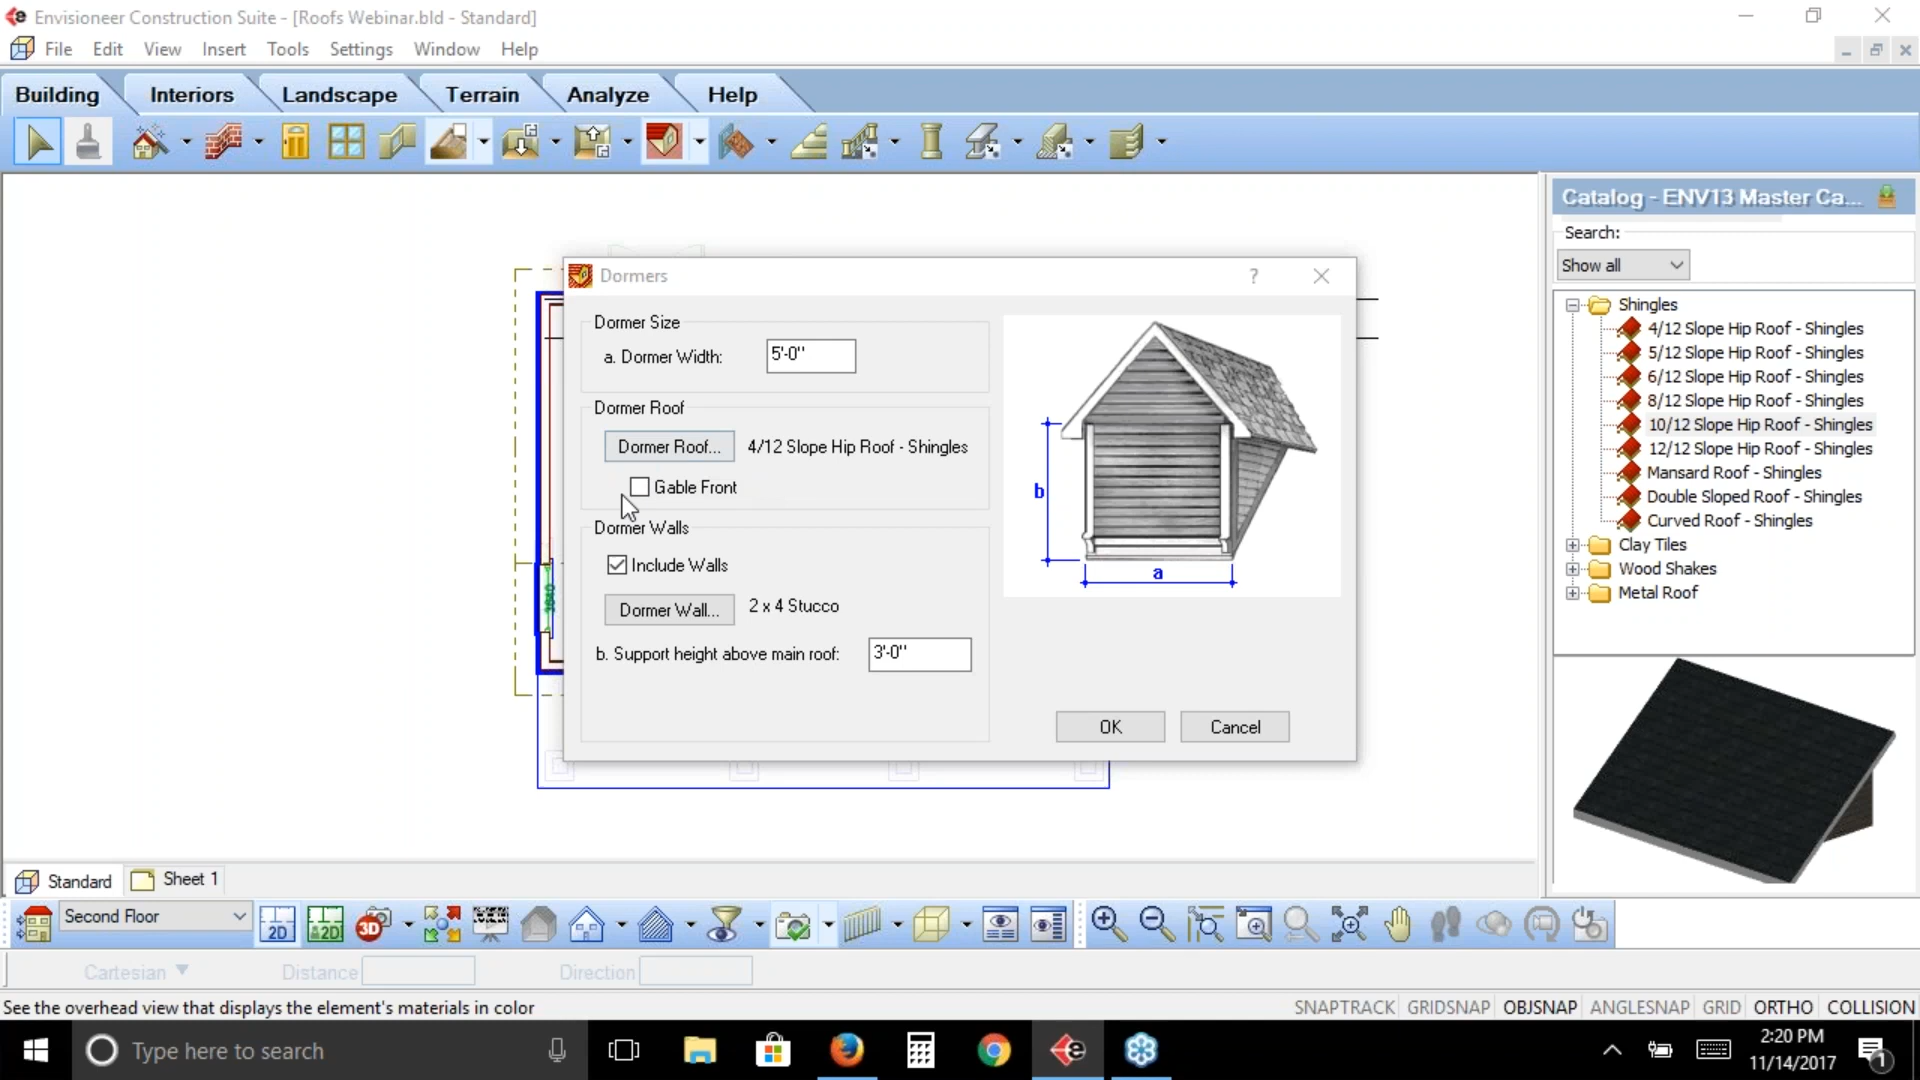 Envisioneer Construction Suite - [Roofs Webinar.bld - Standard]
File Edit View Insert Tools Settings Window Help
Building Interiors Landscape Terrain Analyze Help
Catalog - ENV13 Master Ca...
Search:
Show all
Shingles
4/12 Slope Hip Roof - Shingles
5/12 Slope Hip Roof - Shingles
6/12 Slope Hip Roof - Shingles
8/12 Slope Hip Roof - Shingles
10/12 Slope Hip Roof - Shingles
12/12 Slope Hip Roof - Shingles
Mansard Roof - Shingles
Double Sloped Roof - Shingles
Curved Roof - Shingles
Clay Tiles
Wood Shakes
Metal Roof
Dormers
?
Dormer Size
a. Dormer Width: 5'-0"
Dormer Roof
Dormer Roof... 4/12 Slope Hip Roof - Shingles
Gable Front
Dormer Walls
Include Walls
Dormer Wall... 2 x 4 Stucco
b. Support height above main roof: 3'-0"
b
a
OK Cancel
Standard Sheet 1
Second Floor 2D 2D 3D
Cartesian Distance Direction
See the overhead view that displays the element's materials in color
SNAPTRACK GRIDSNAP OBJSNAP ANGLESNAP GRID ORTHO COLLISION
Type here to search
2:20 PM
11/14/2017
1